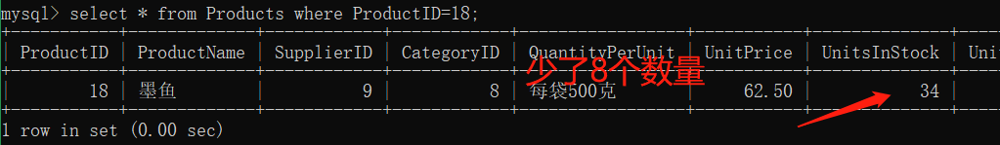 mysql> select * from Products where ProductID=18;
+-----------+-------------+------------+------------+-----------------+-----------+--------------+
| ProductID | ProductName | SupplierID | CategoryID | QuantityPerUnit | UnitPrice | UnitsInStock | Uni
少了8个数量
| 18 | 墨鱼 | 9 | 8 | 每袋500克 | 62.50 | 34 |
1 row in set (0.00 sec)